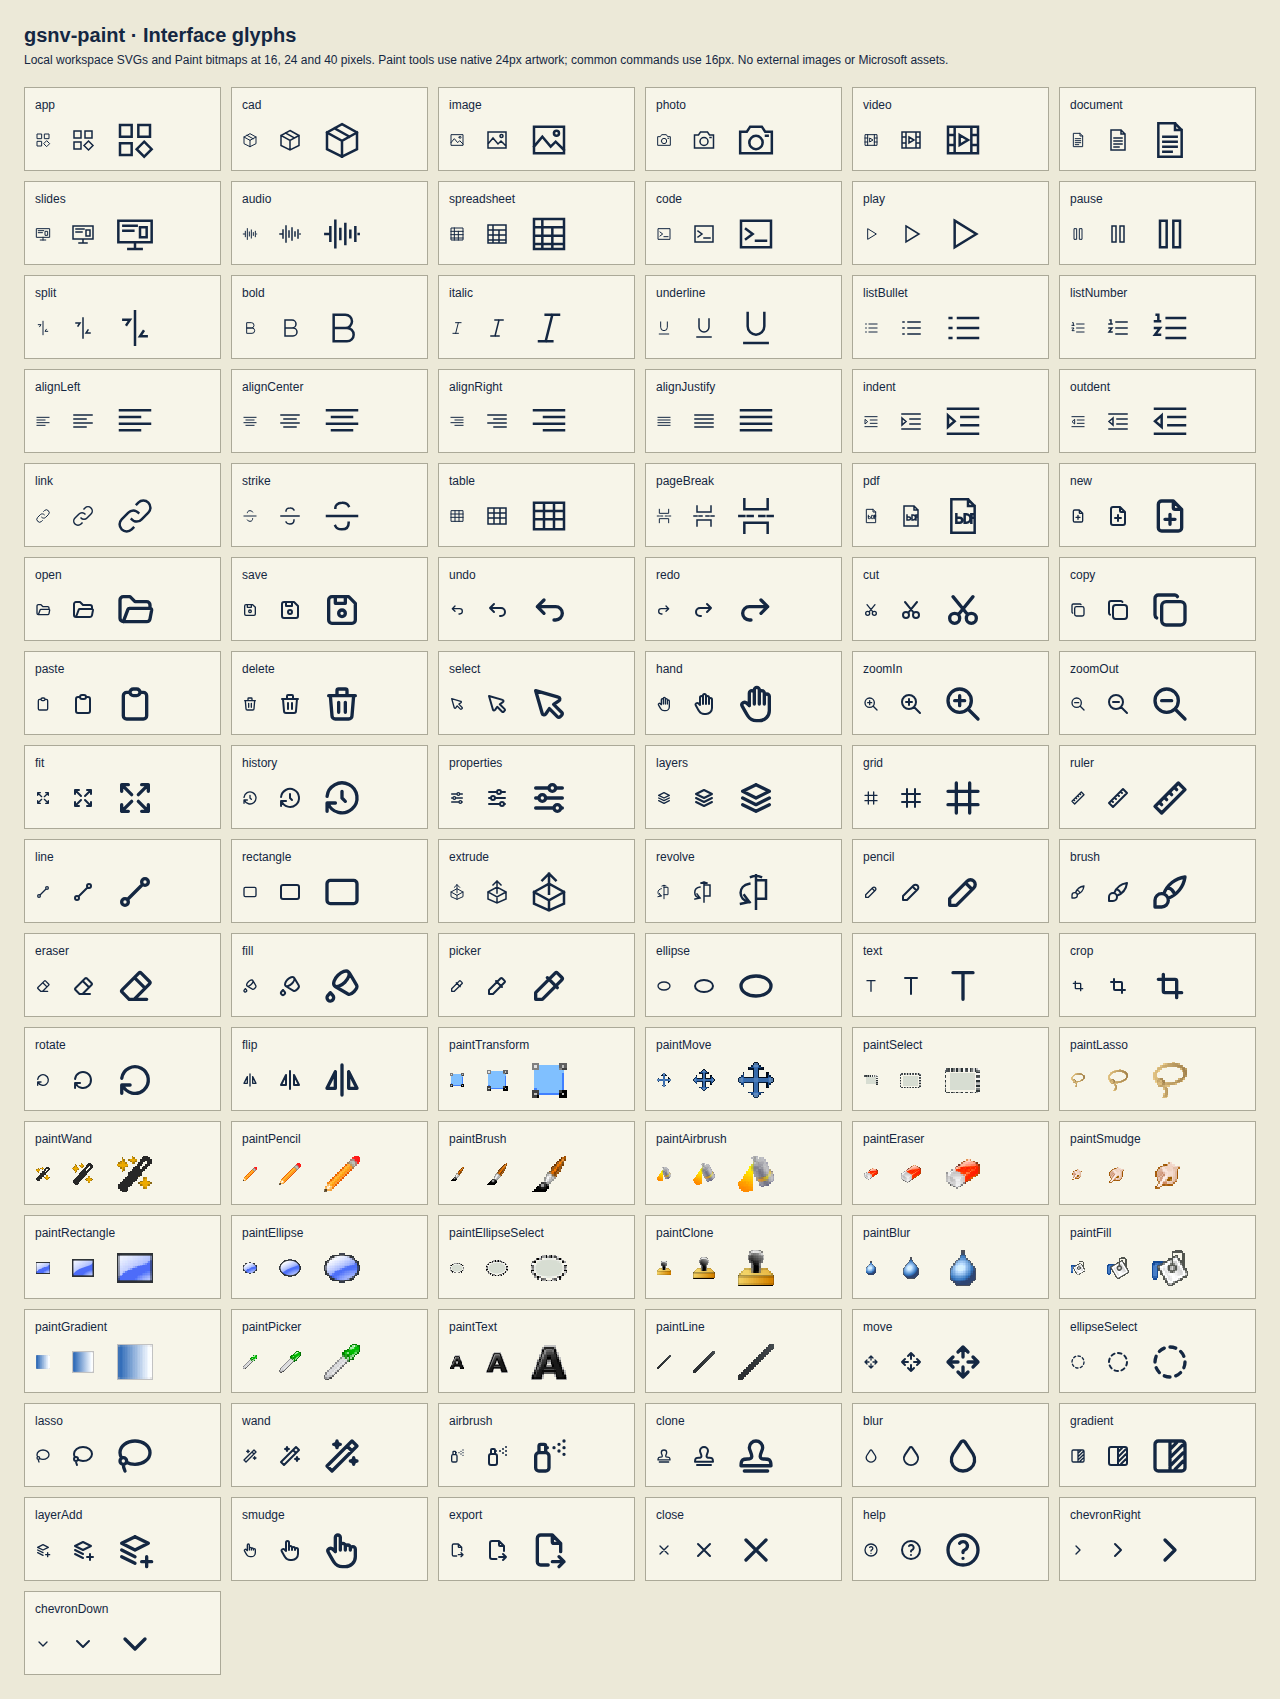 gsnv-paint · Interface glyphs
Local workspace SVGs and Paint bitmaps at 16, 24 and 40 pixels. Paint tools use native 24px artwork; common commands use 16px. No external images or Microsoft assets.
app cad image photo video document
slides audio spreadsheet code play pause
split bold italic underline listBullet listNumber
alignLeft alignCenter alignRight alignJustify indent outdent
link strike table pageBreak pdf new
open save undo redo cut copy
paste delete select hand zoomIn zoomOut
fit history properties layers grid ruler
line rectangle extrude revolve pencil brush
eraser fill picker ellipse text crop
rotate flip paintTransform paintMove paintSelect paintLasso
paintWand paintPencil paintBrush paintAirbrush paintEraser paintSmudge
paintRectangle paintEllipse paintEllipseSelect paintClone paintBlur paintFill
paintGradient paintPicker paintText paintLine move ellipseSelect
lasso wand airbrush clone blur gradient
layerAdd smudge export close help chevronRight
chevronDown